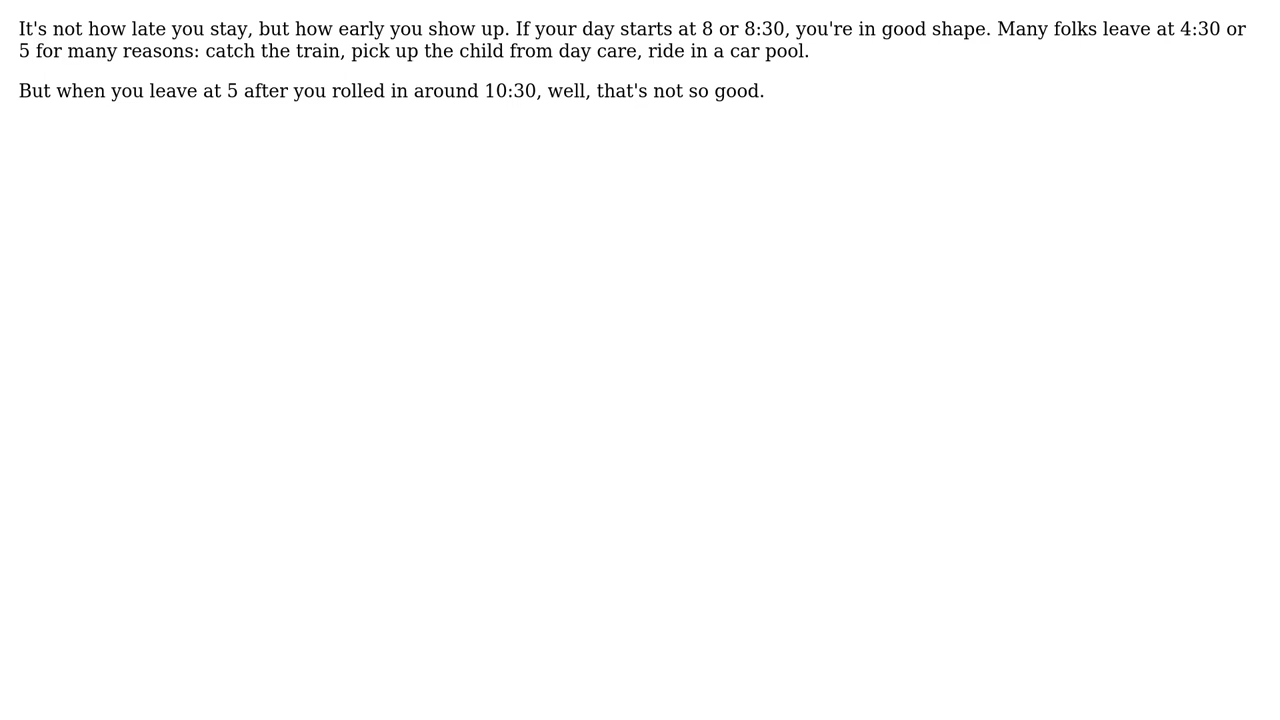 It's not how late you stay, but how early you show up. If your day starts at 8 or 8:30, you're in good shape. Many folks leave at 4:30 or
5 for many reasons: catch the train, pick up the child from day care, ride in a car pool.
But when you leave at 5 after you rolled in around 10:30, well, that's not so good.